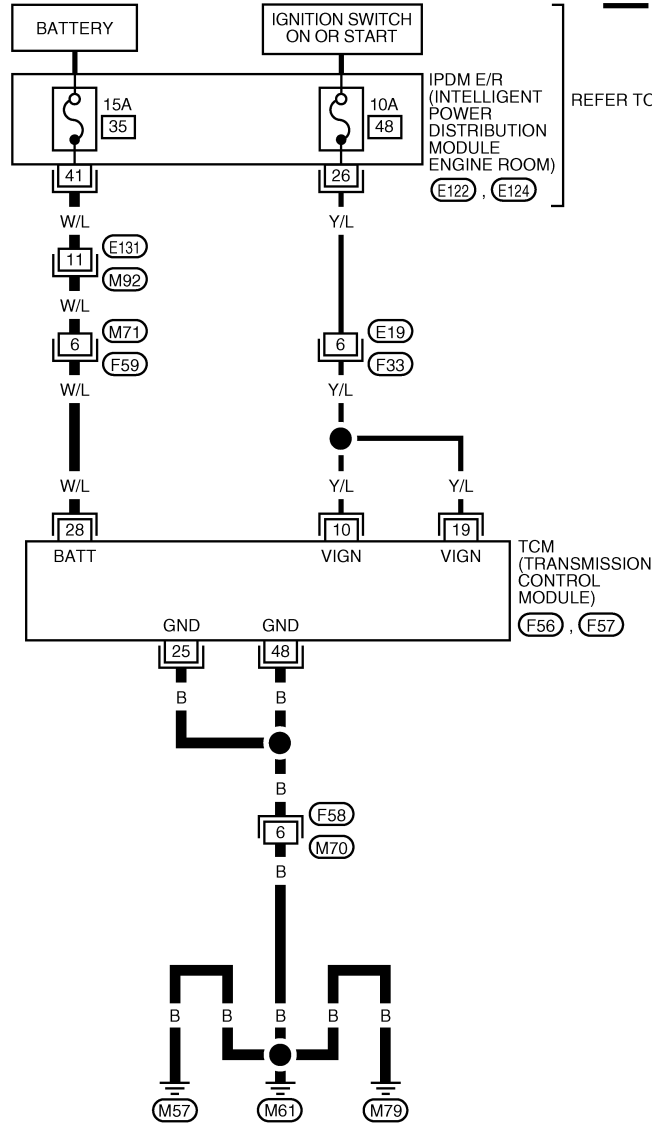 BATTERY
IGNITION SWITCH
ON OR START
REFER TO
15A
35
10A
48
IPDM E/R
(INTELLIGENT
POWER
DISTRIBUTION
MODULE
ENGINE ROOM)
E122 , E124
41
26
W/L
Y/L
11
E131
M92
W/L
6
M71
F59
6
E19
F33
W/L
Y/L
W/L
Y/L
Y/L
28
10
19
BATT
VIGN
VIGN
TCM
(TRANSMISSION
CONTROL
MODULE)
F56 , F57
GND
GND
25
48
B
B
B
6
F58
M70
B
B
B
B
B
B
M57
M61
M79